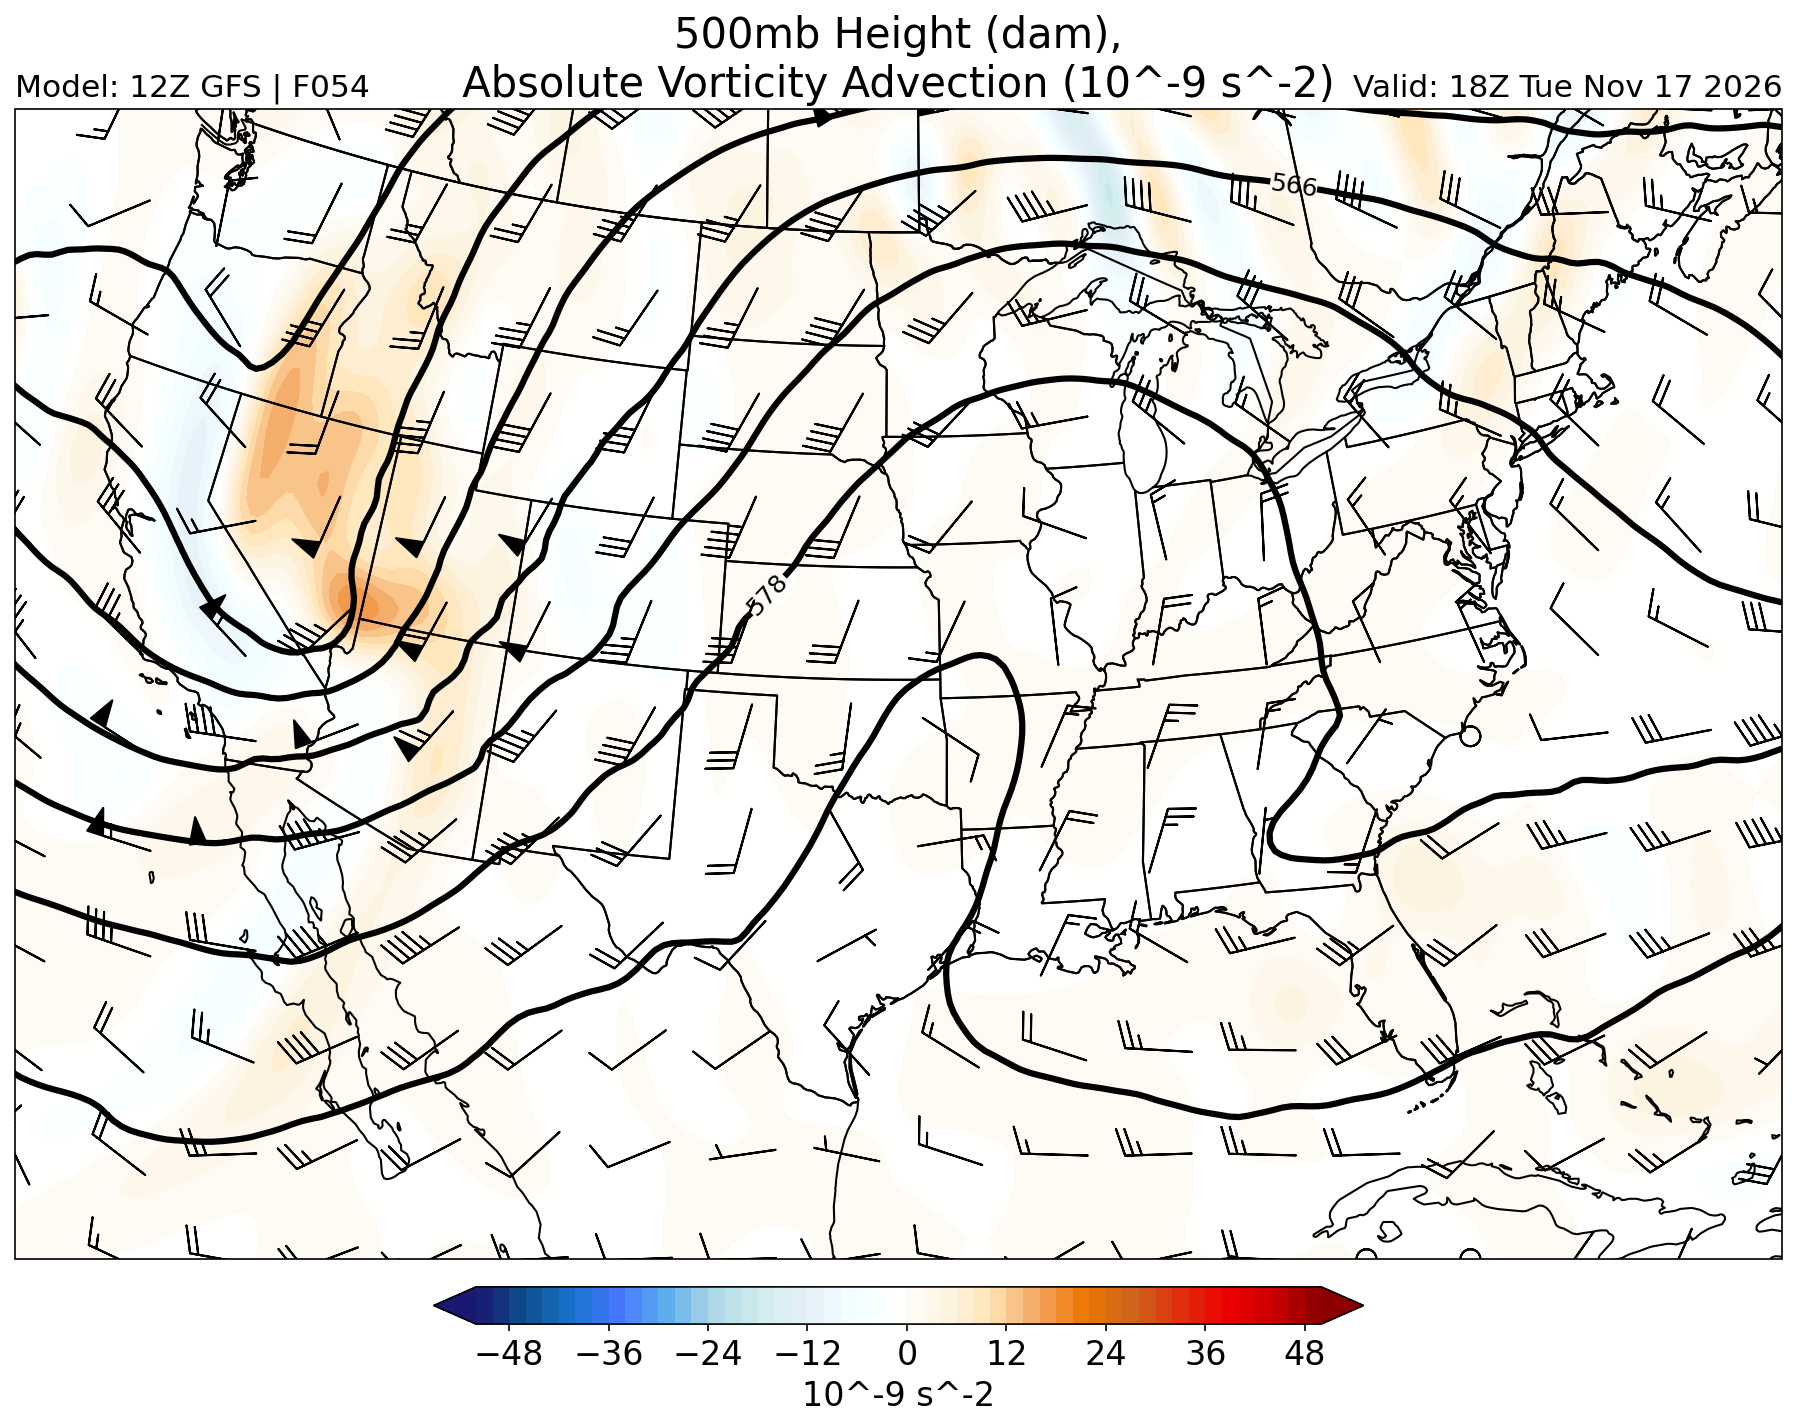 500mb Height (dam),
Model: 12Z GFS | F054
Absolute Vorticity Advection (10^-9 s^-2)
Valid: 18Z Tue Nov 17 2026
566
578
−48 −36 −24 −12 0 12 24 36 48
10^-9 s^-2